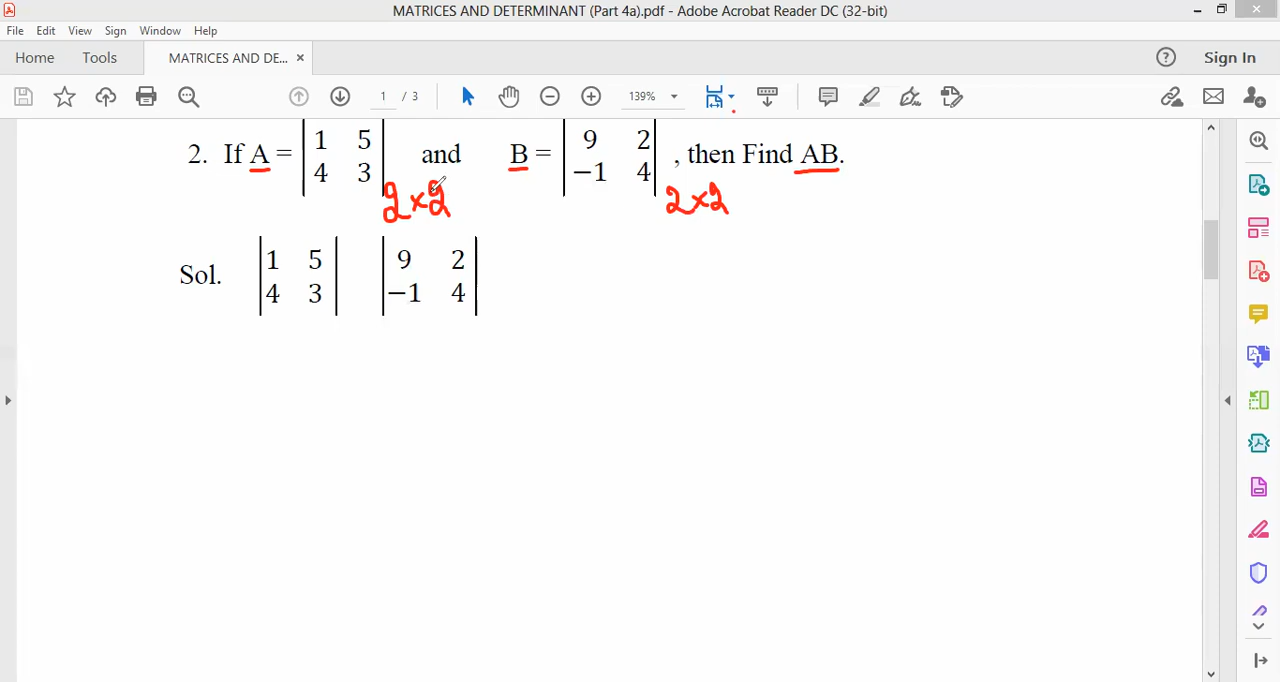 MATRICES AND DETERMINANT (Part 4a).pdf - Adobe Acrobat Reader DC (32-bit)
File Edit View Sign Window Help
Home Tools MATRICES AND DE... × Sign In
1 / 3 139%
2. If A = |1 5| and B = |9 2| , then Find AB.
|4 3| |−1 4|
2×2 2×2
Sol. |1 5| |9 2|
|4 3| |−1 4|